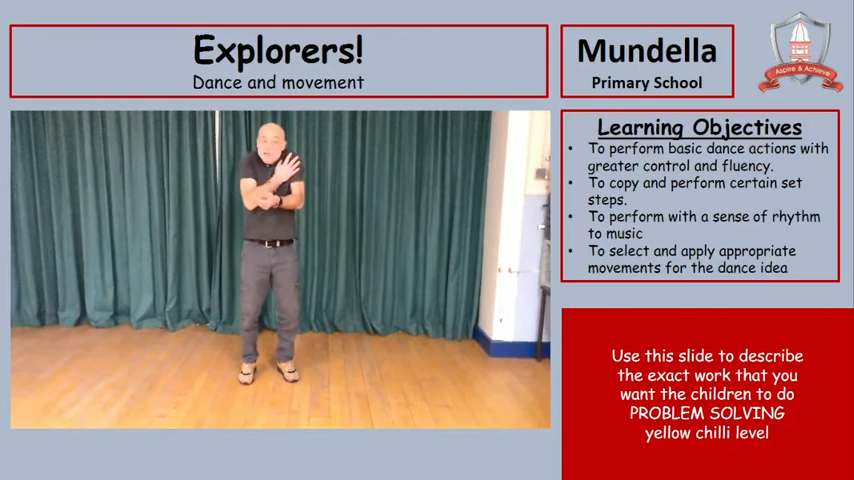 Explorers!
Dance and movement
Mundella
Primary School
Aspire & Achieve
Learning Objectives
• To perform basic dance actions with
greater control and fluency.
• To copy and perform certain set
steps.
• To perform with a sense of rhythm
to music
• To select and apply appropriate
movements for the dance idea
Use this slide to describe
the exact work that you
want the children to do
PROBLEM SOLVING
yellow chilli level